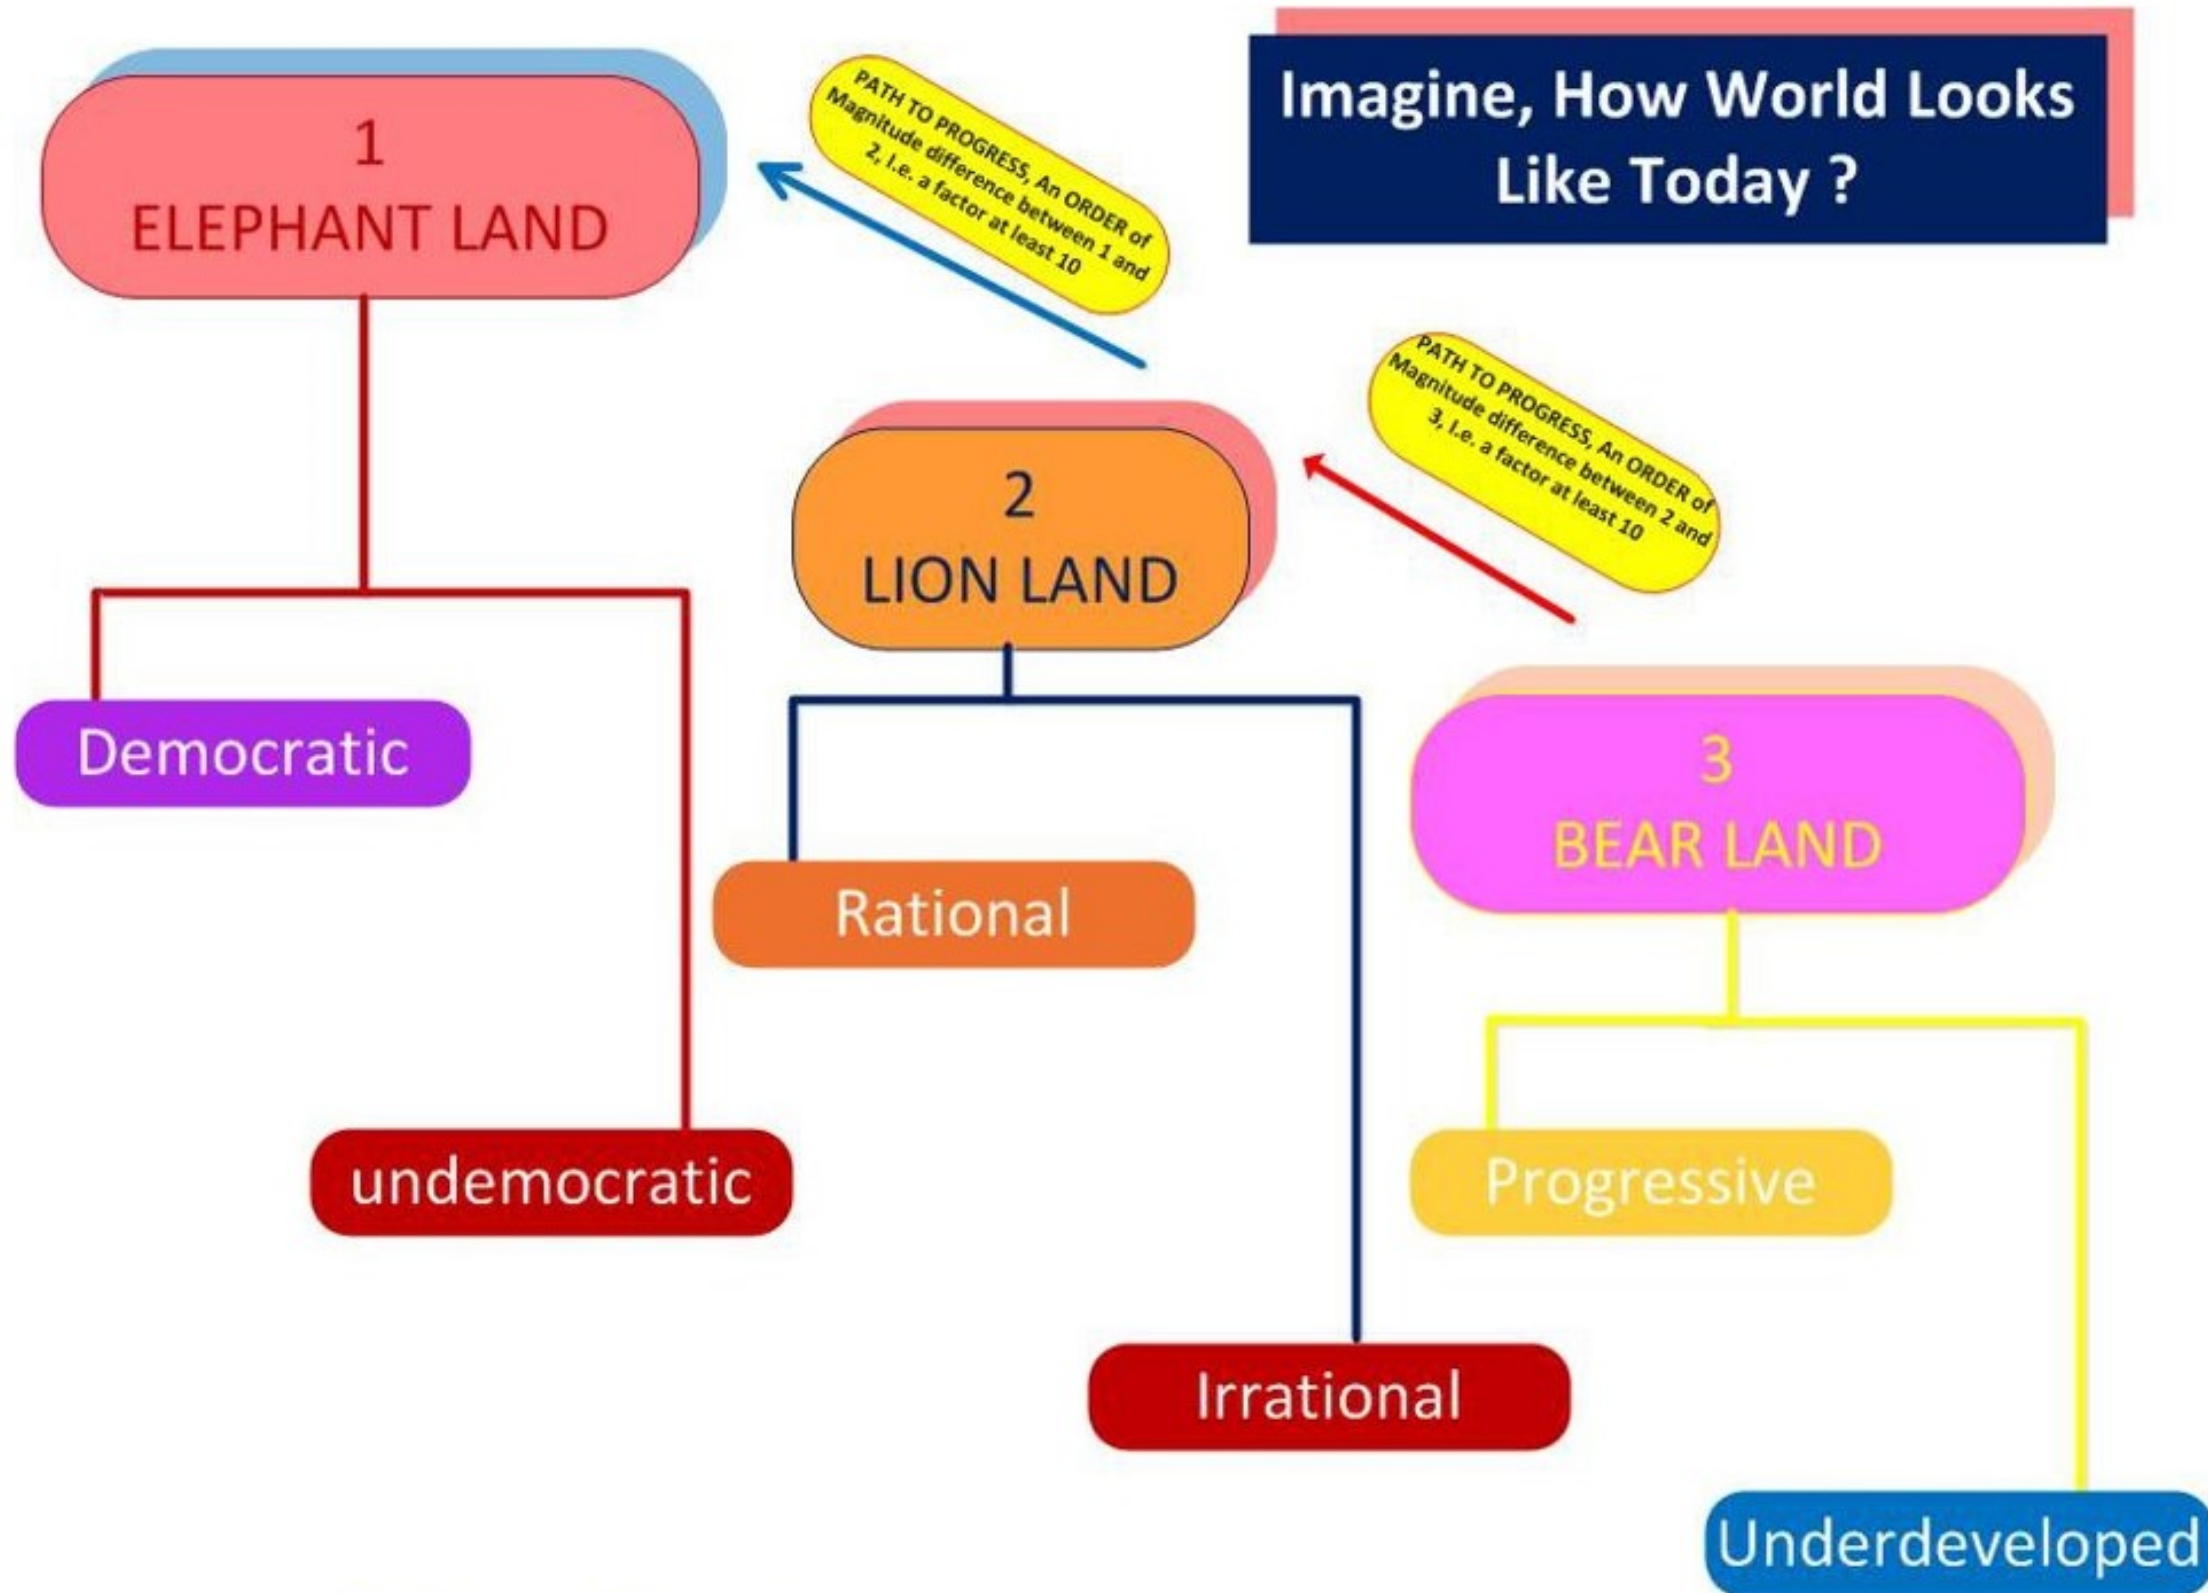 Imagine, How World Looks
Like Today ?
1
ELEPHANT LAND
PATH TO PROGRESS, An ORDER of
Magnitude difference between 1 and
2, I.e. a factor at least 10
2
LION LAND
PATH TO PROGRESS, An ORDER of
Magnitude difference between 2 and
3, I.e. a factor at least 10
3
BEAR LAND
Democratic
undemocratic
Rational
Irrational
Progressive
Underdeveloped